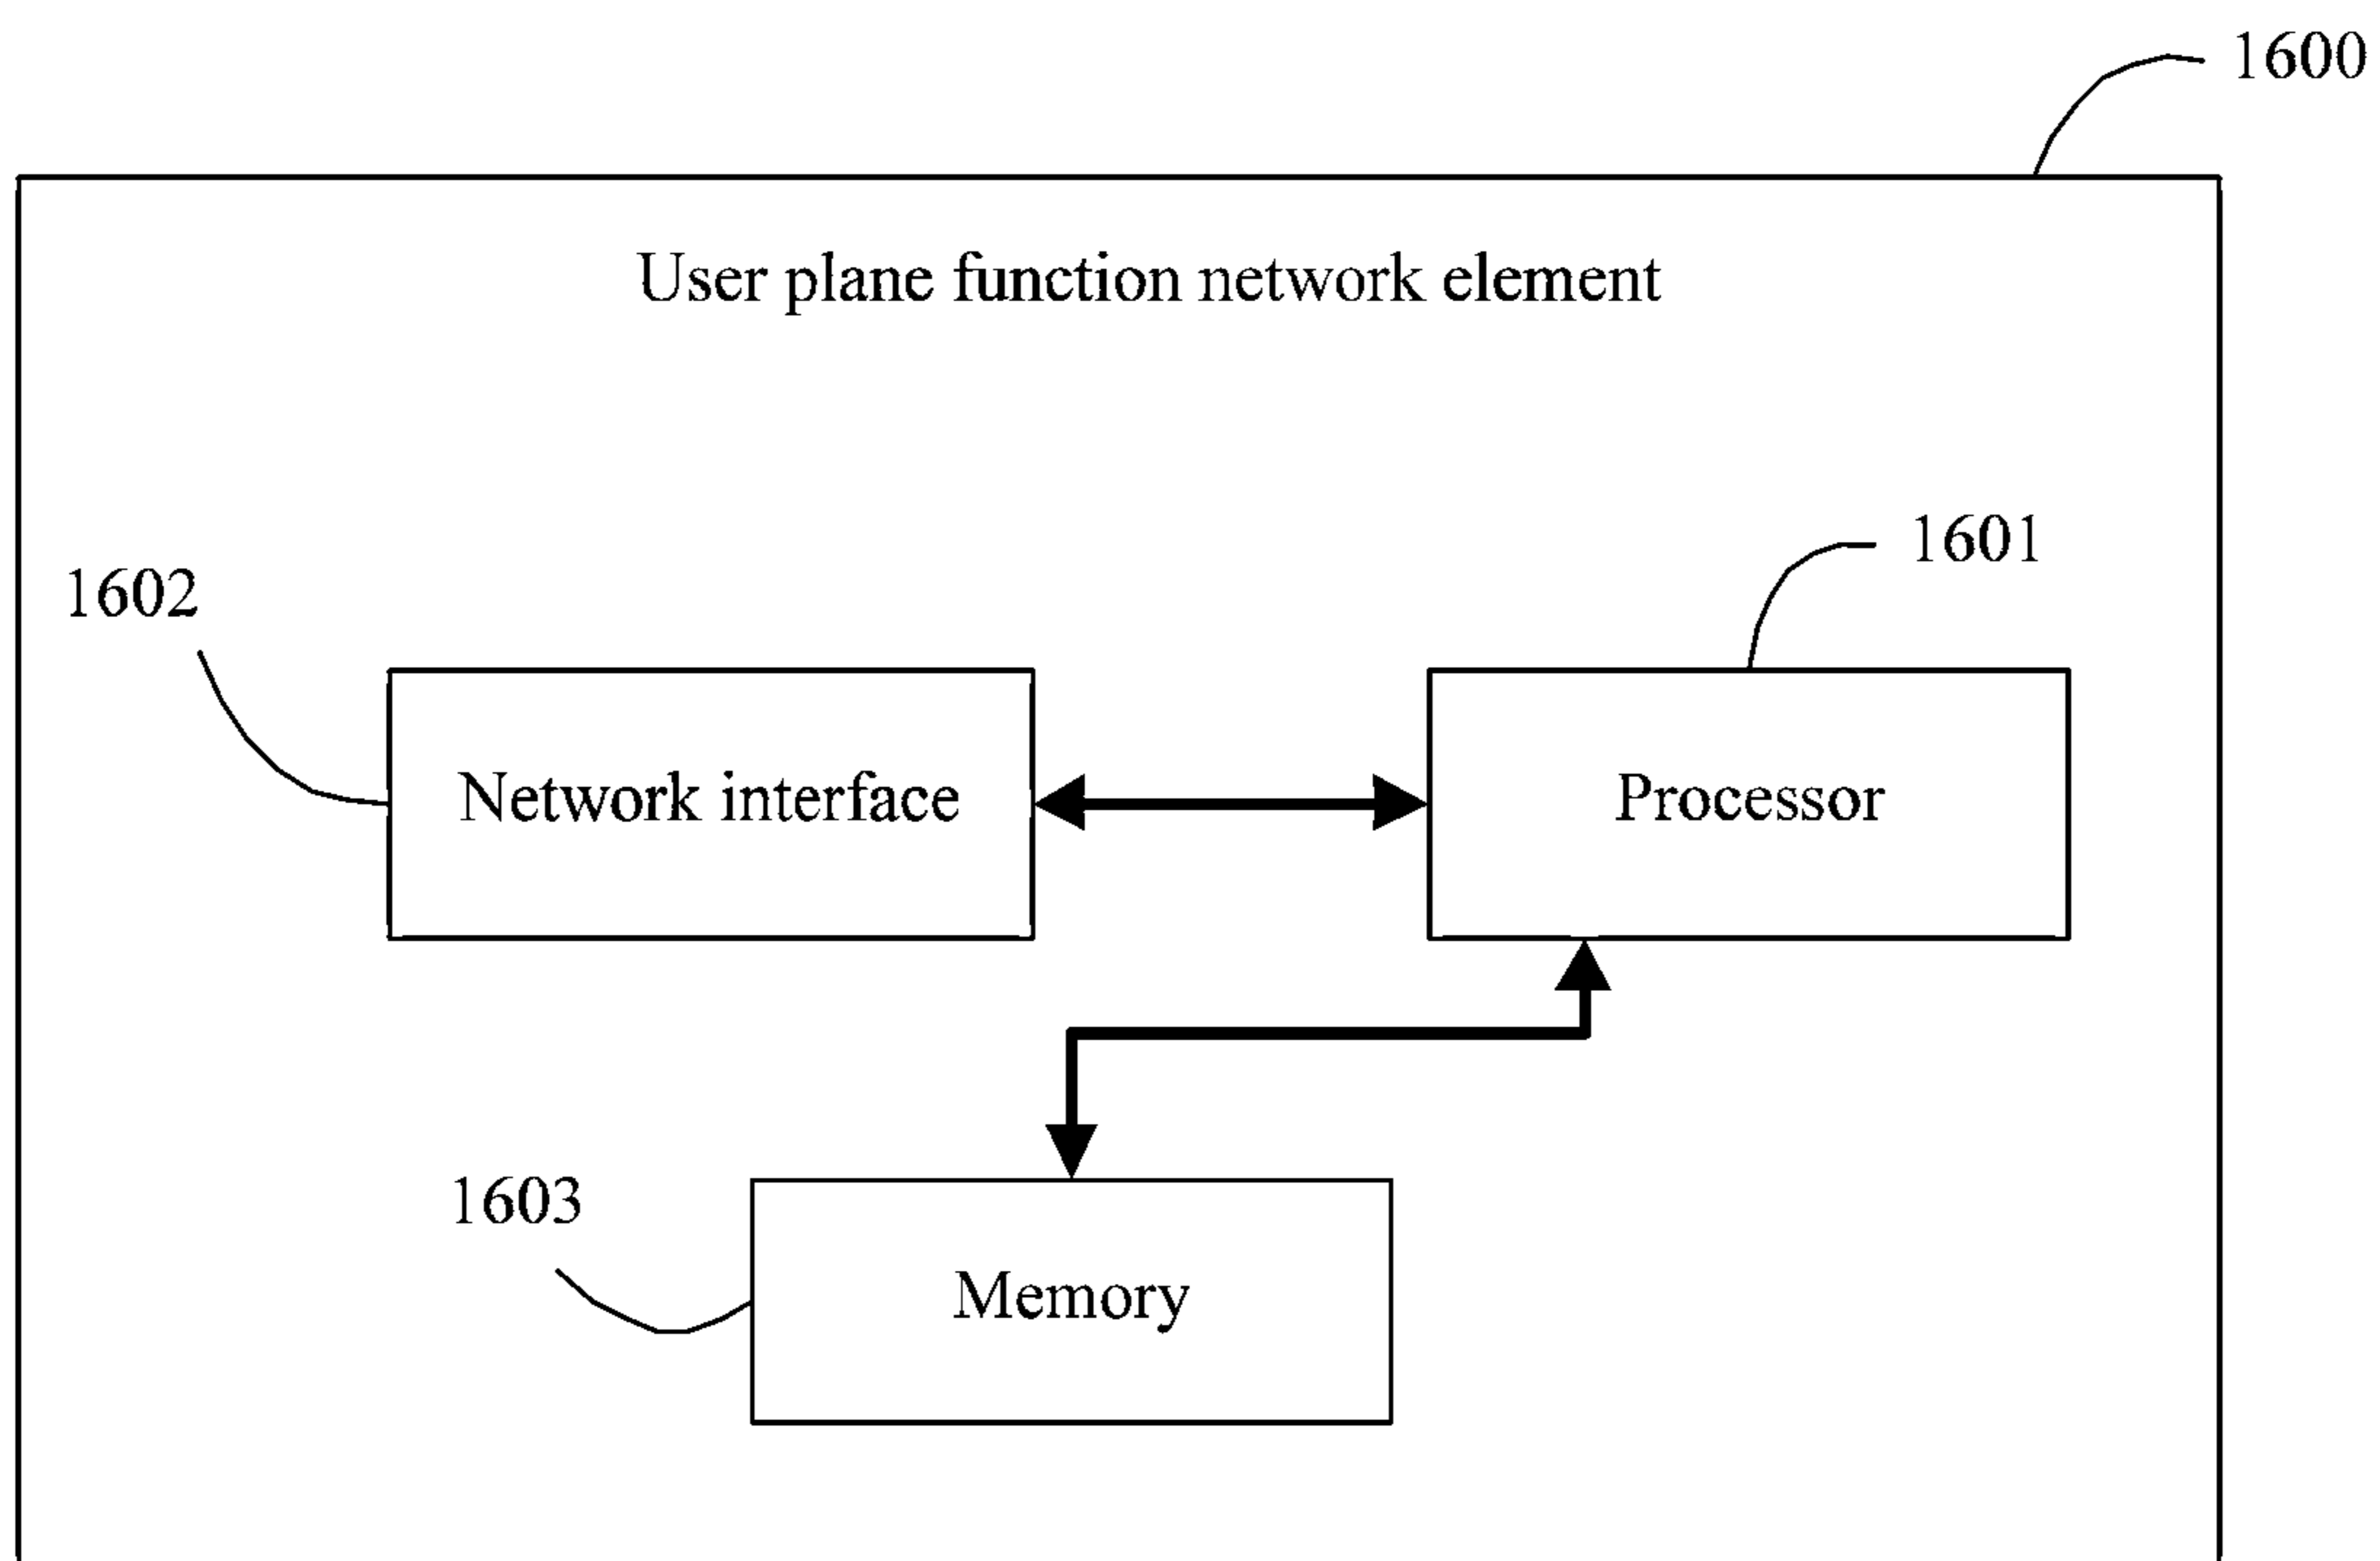 1600
User plane function network element
1601
1602
Network interface
Processor
1603
Memory